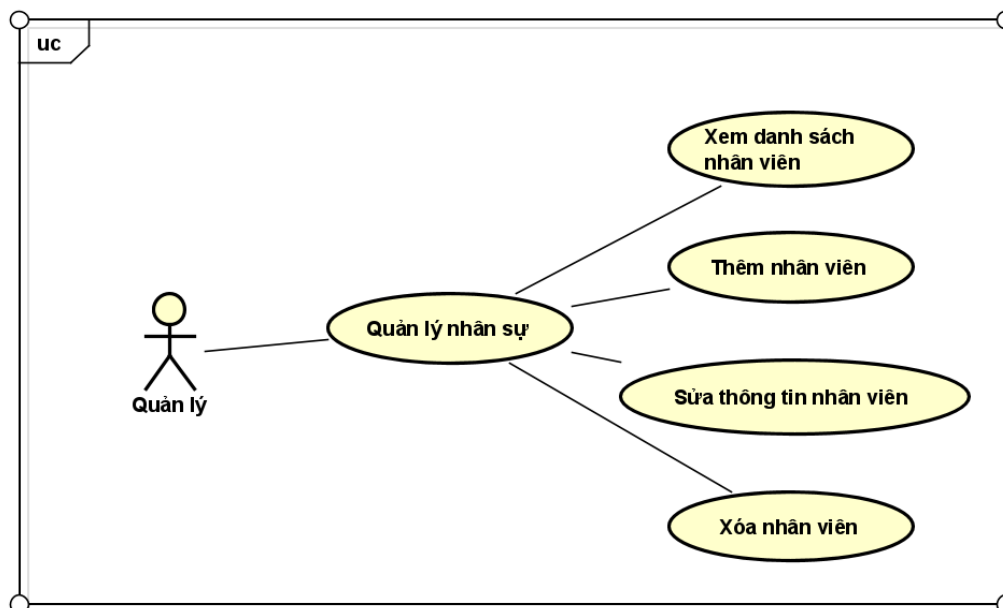 uc
Xem danh sách
nhân viên
Thêm nhân viên
Quản lý nhân sự
Sửa thông tin nhân viên
Quản lý
Xóa nhân viên